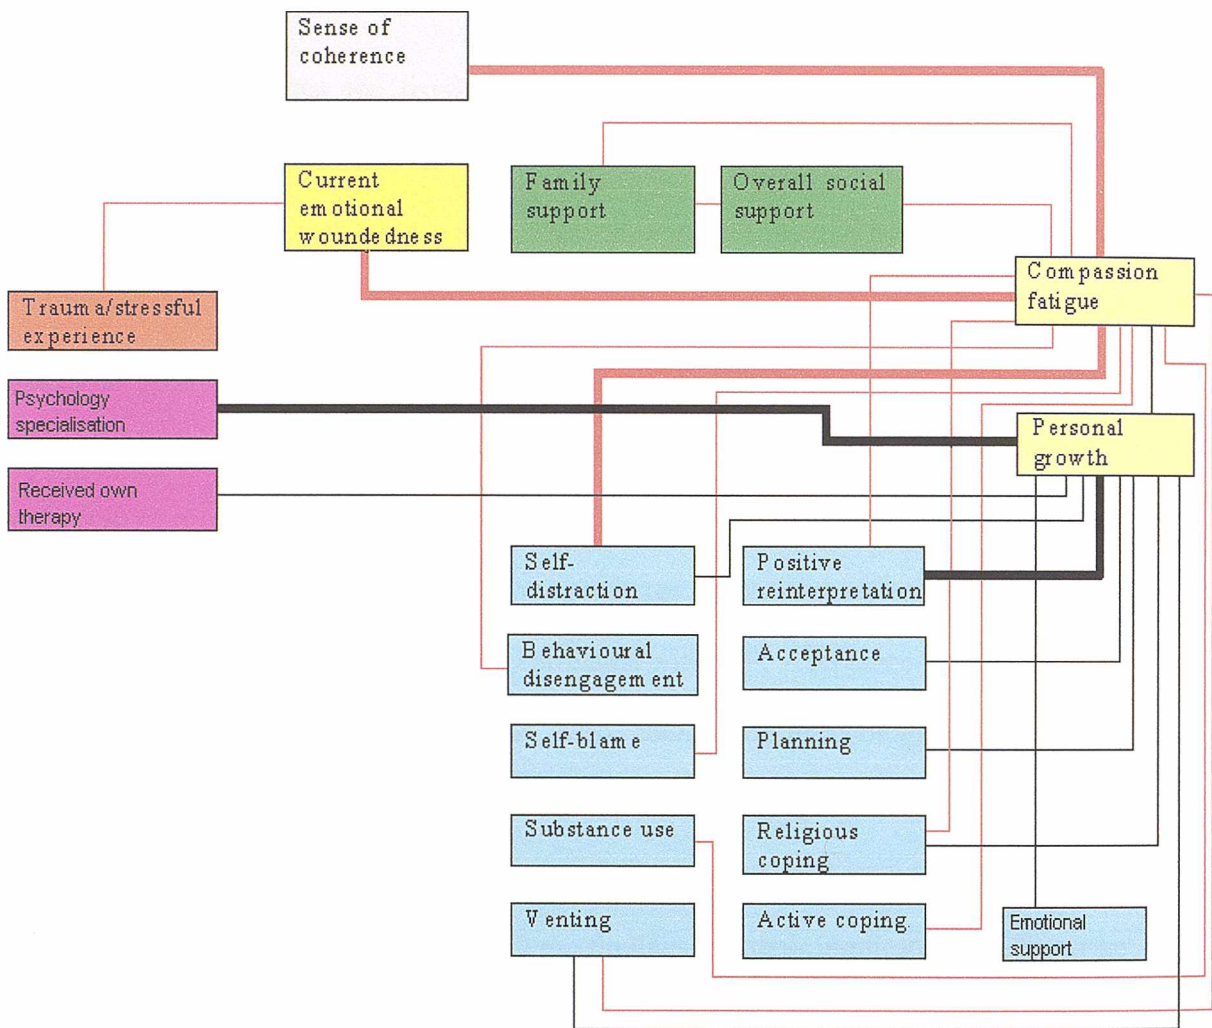 Sense of
coherence
Current
emotional
woundedness
Family
support
Overall social
support
Compassion
fatigue
Trauma/stressful
experience
Psychology
specialisation
Personal
growth
Received own
therapy
Self-
distraction
Positive
reinterpretation
Behavioural
disengagement
Acceptance
Self-blame
Planning
Substance use
Religious
coping
Venting
Active coping
Emotional
support